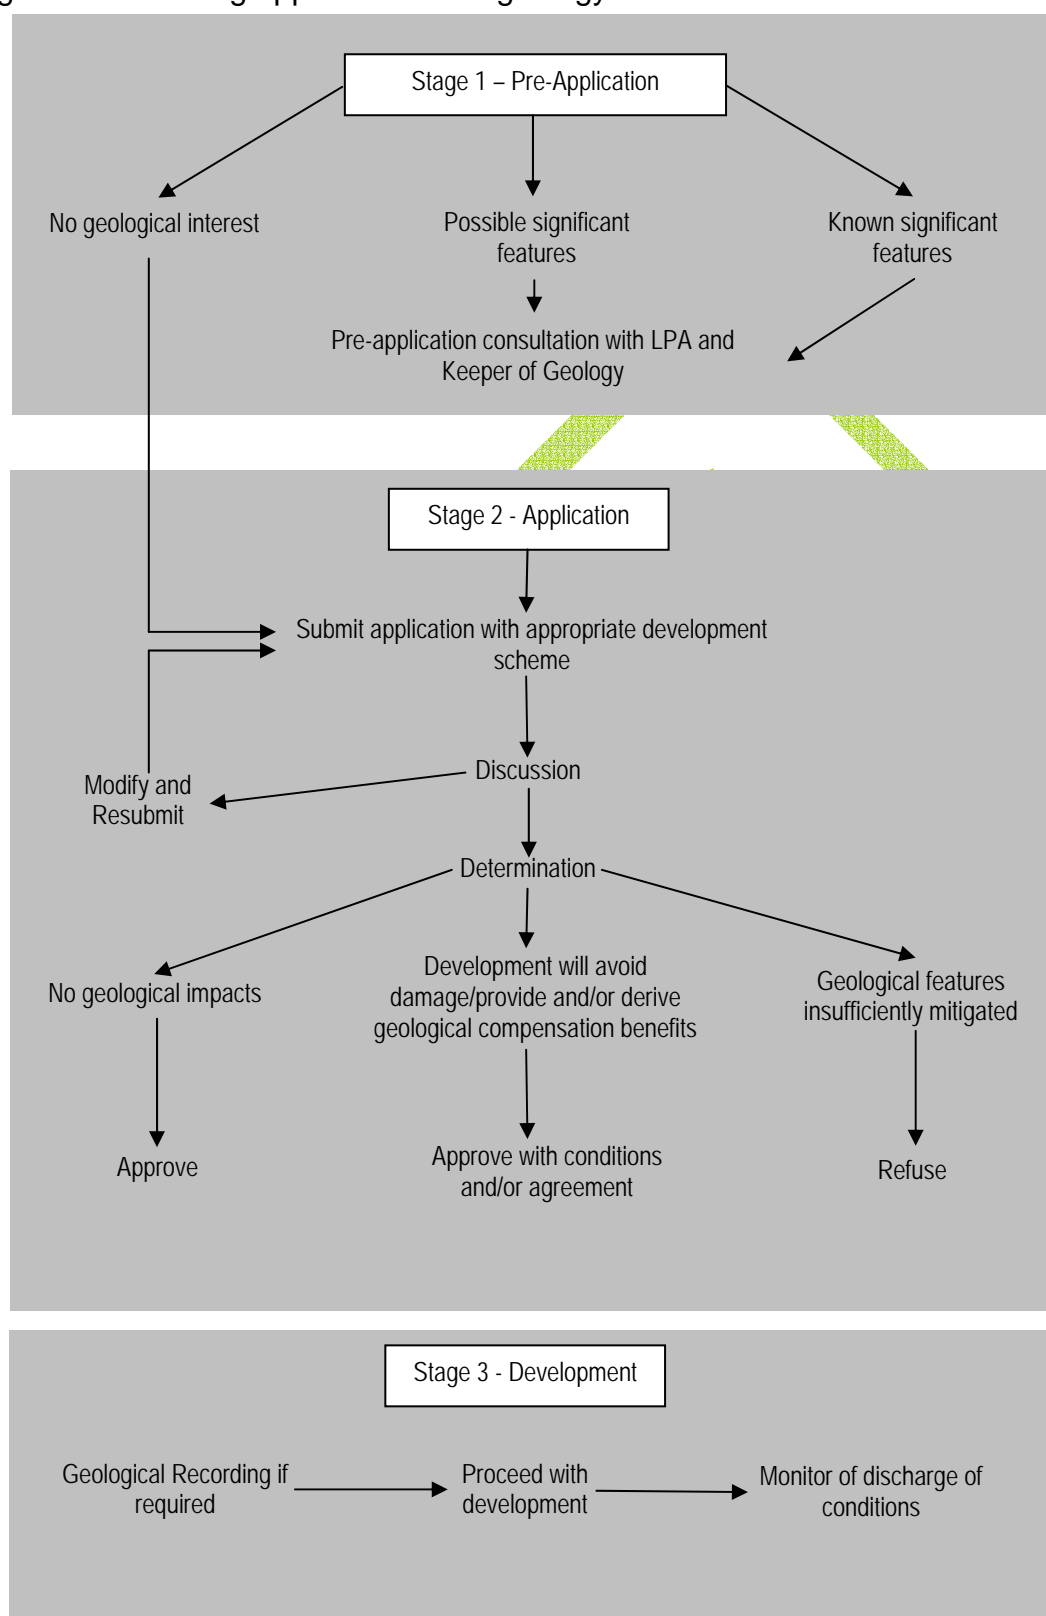 Stage 1 – Pre-Application
No geological interest
Possible significant
features
Known significant
features
Pre-application consultation with LPA and
Keeper of Geology
Stage 2 - Application
Submit application with appropriate development
scheme
Discussion
Modify and
Resubmit
Determination
No geological impacts
Development will avoid
damage/provide and/or derive
geological compensation benefits
Geological features
insufficiently mitigated
Approve
Approve with conditions
and/or agreement
Refuse
Stage 3 - Development
Geological Recording if
required
Proceed with
development
Monitor of discharge of
conditions